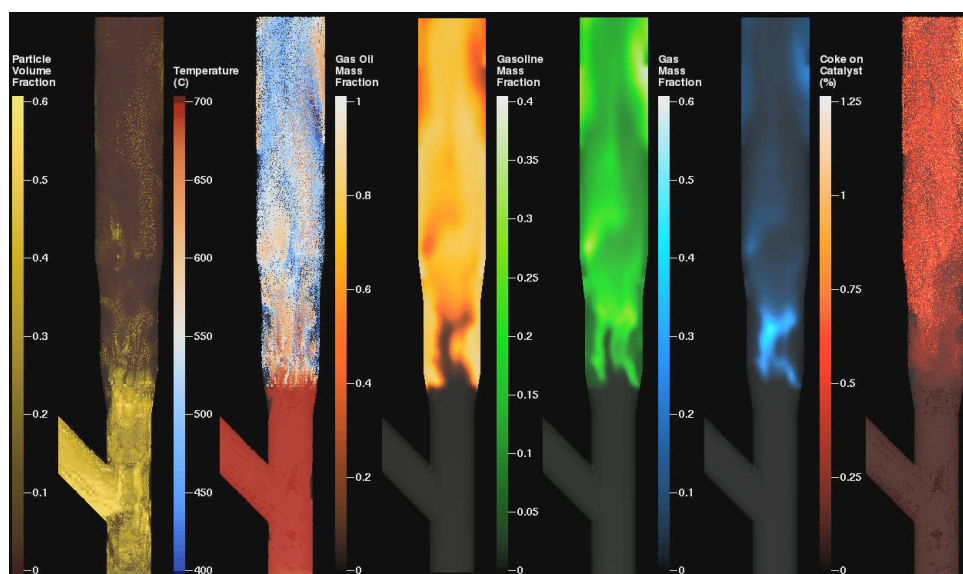 Particle
Volume
Fraction
0.6
0.5
0.4
0.3
0.2
0.1
0
Temperature
(C)
700
650
600
550
500
450
400
Gas Oil
Mass
Fraction
1
0.8
0.6
0.4
0.2
0
Gasoline
Mass
Fraction
0.4
0.35
0.3
0.25
0.2
0.15
0.1
0.05
0
Gas
Mass
Fraction
0.6
0.5
0.4
0.3
0.2
0.1
0
Coke on
Catalyst
(%)
1.25
1
0.75
0.5
0.25
0